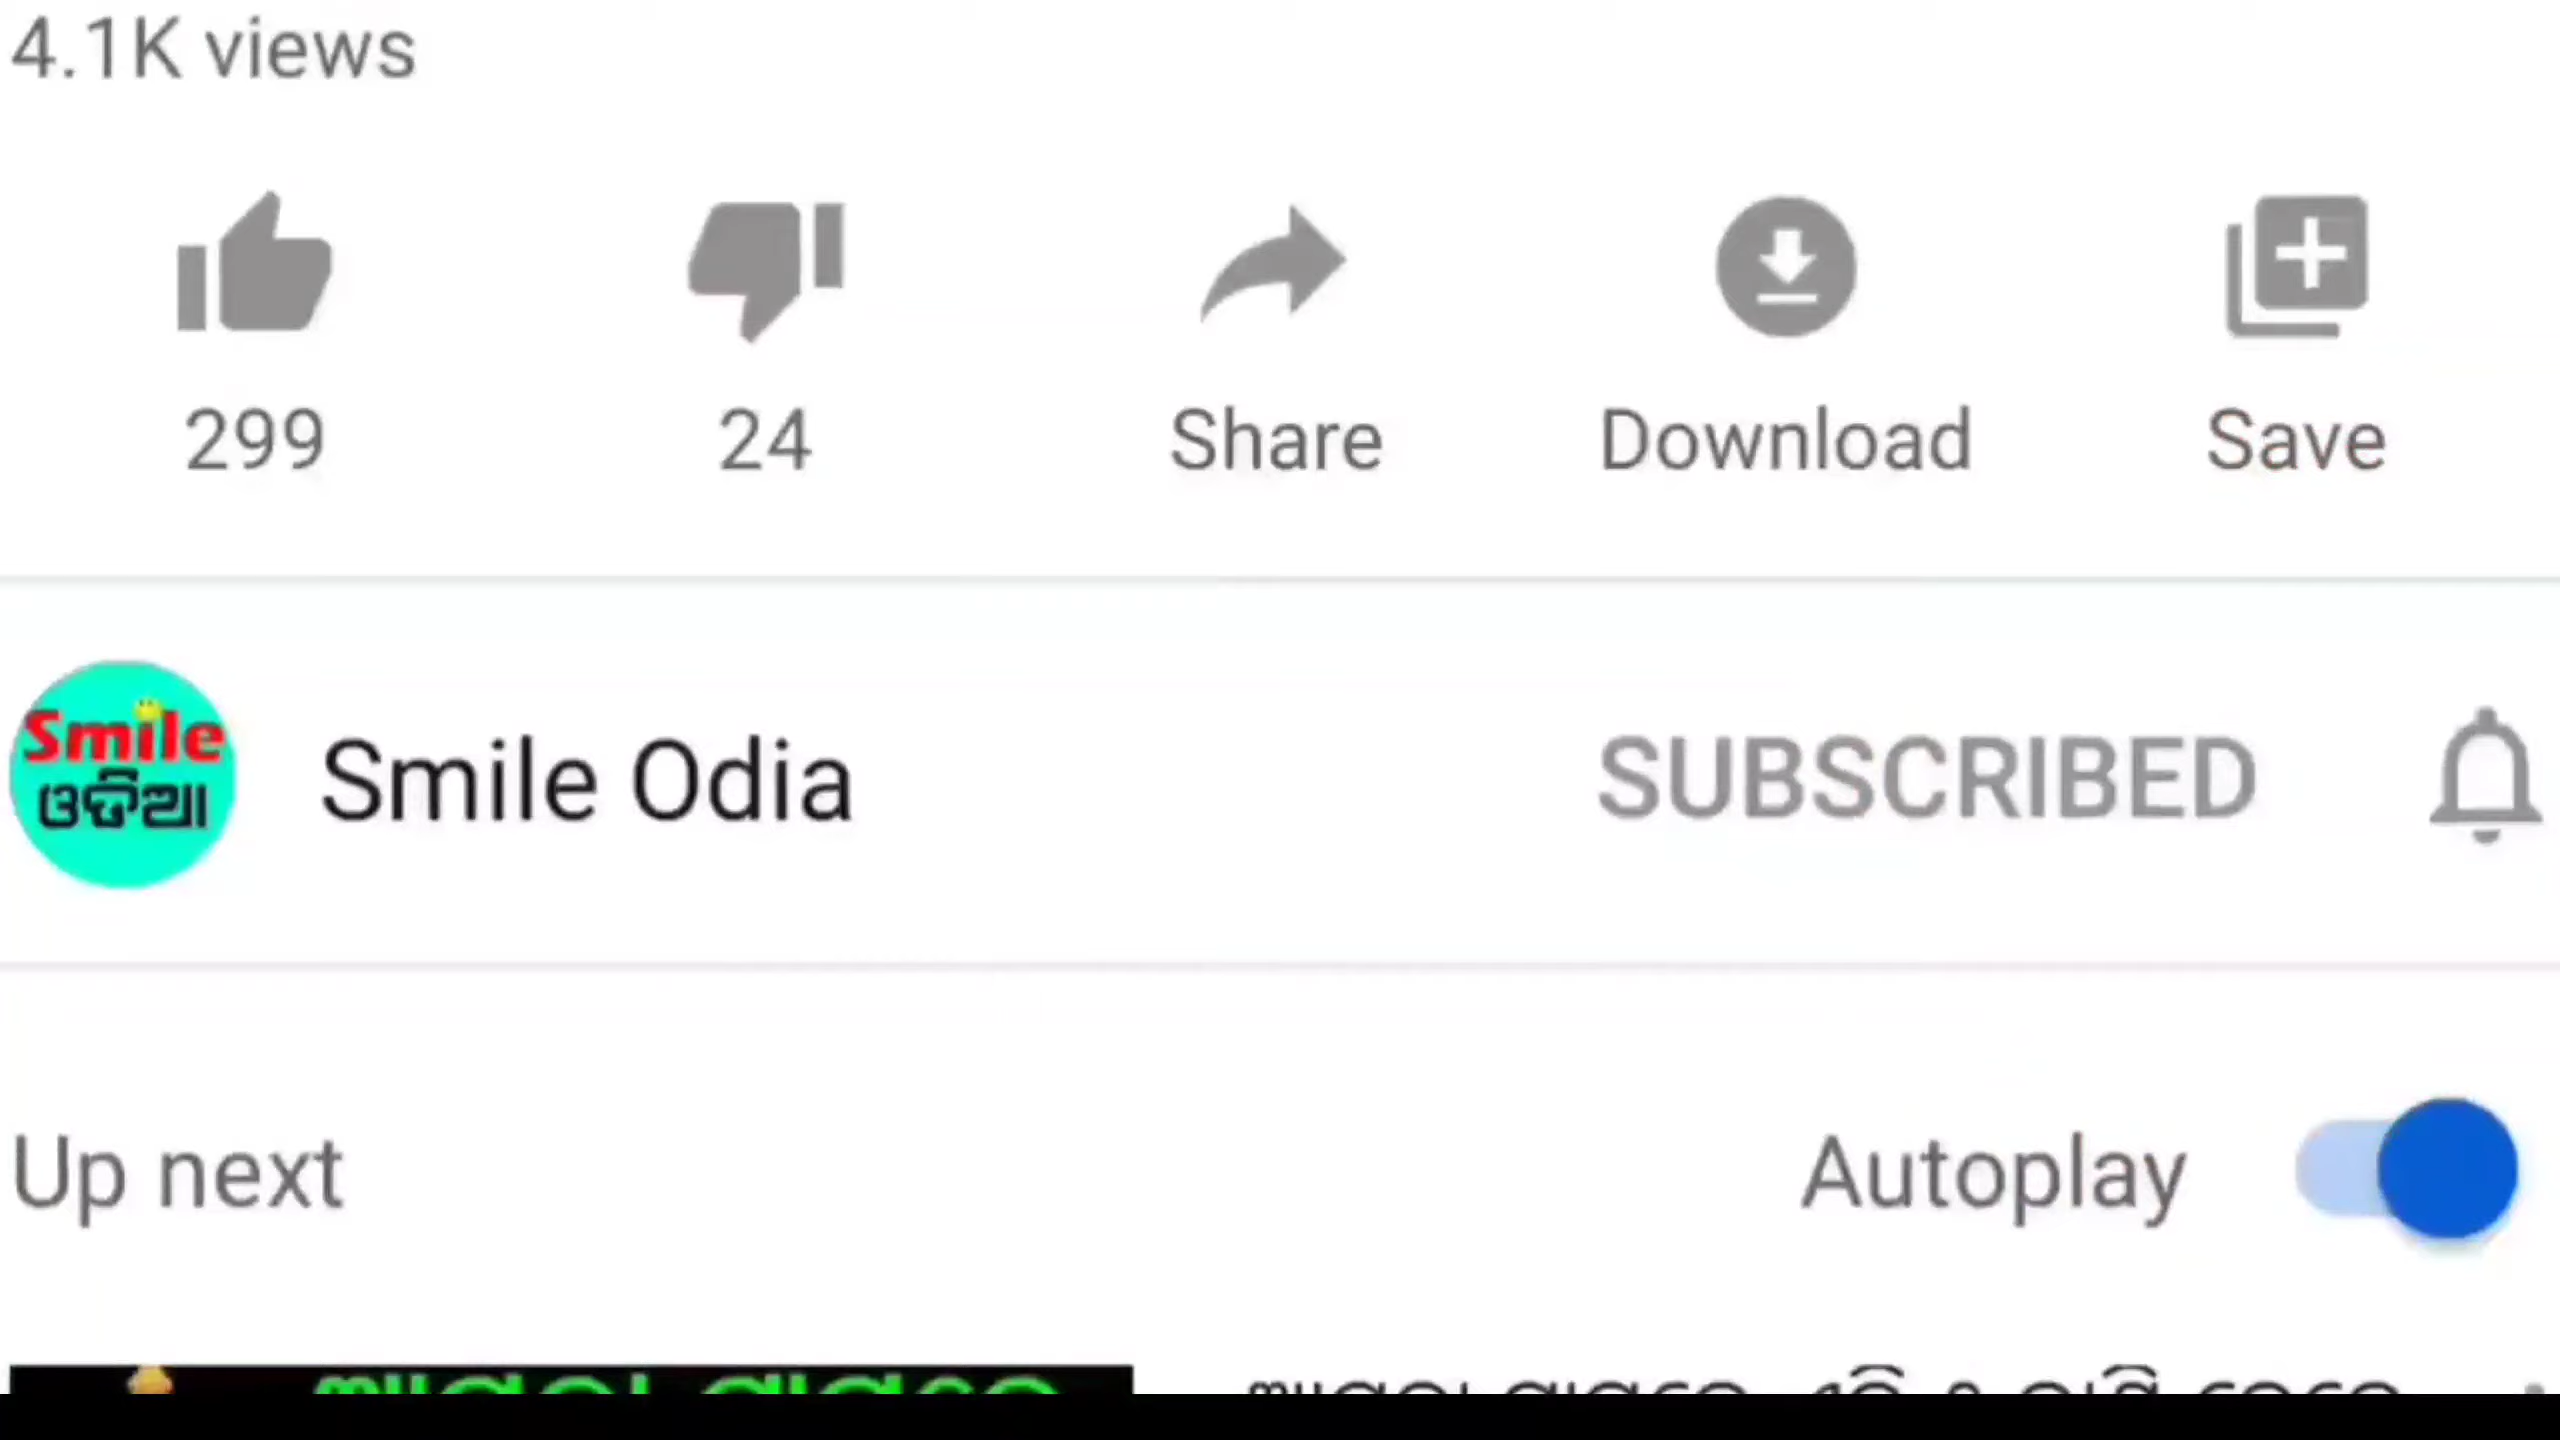 4.1K views
299 24 Share Download Save
Smile
ଓଡିଆ
Smile Odia SUBSCRIBED
Up next Autoplay